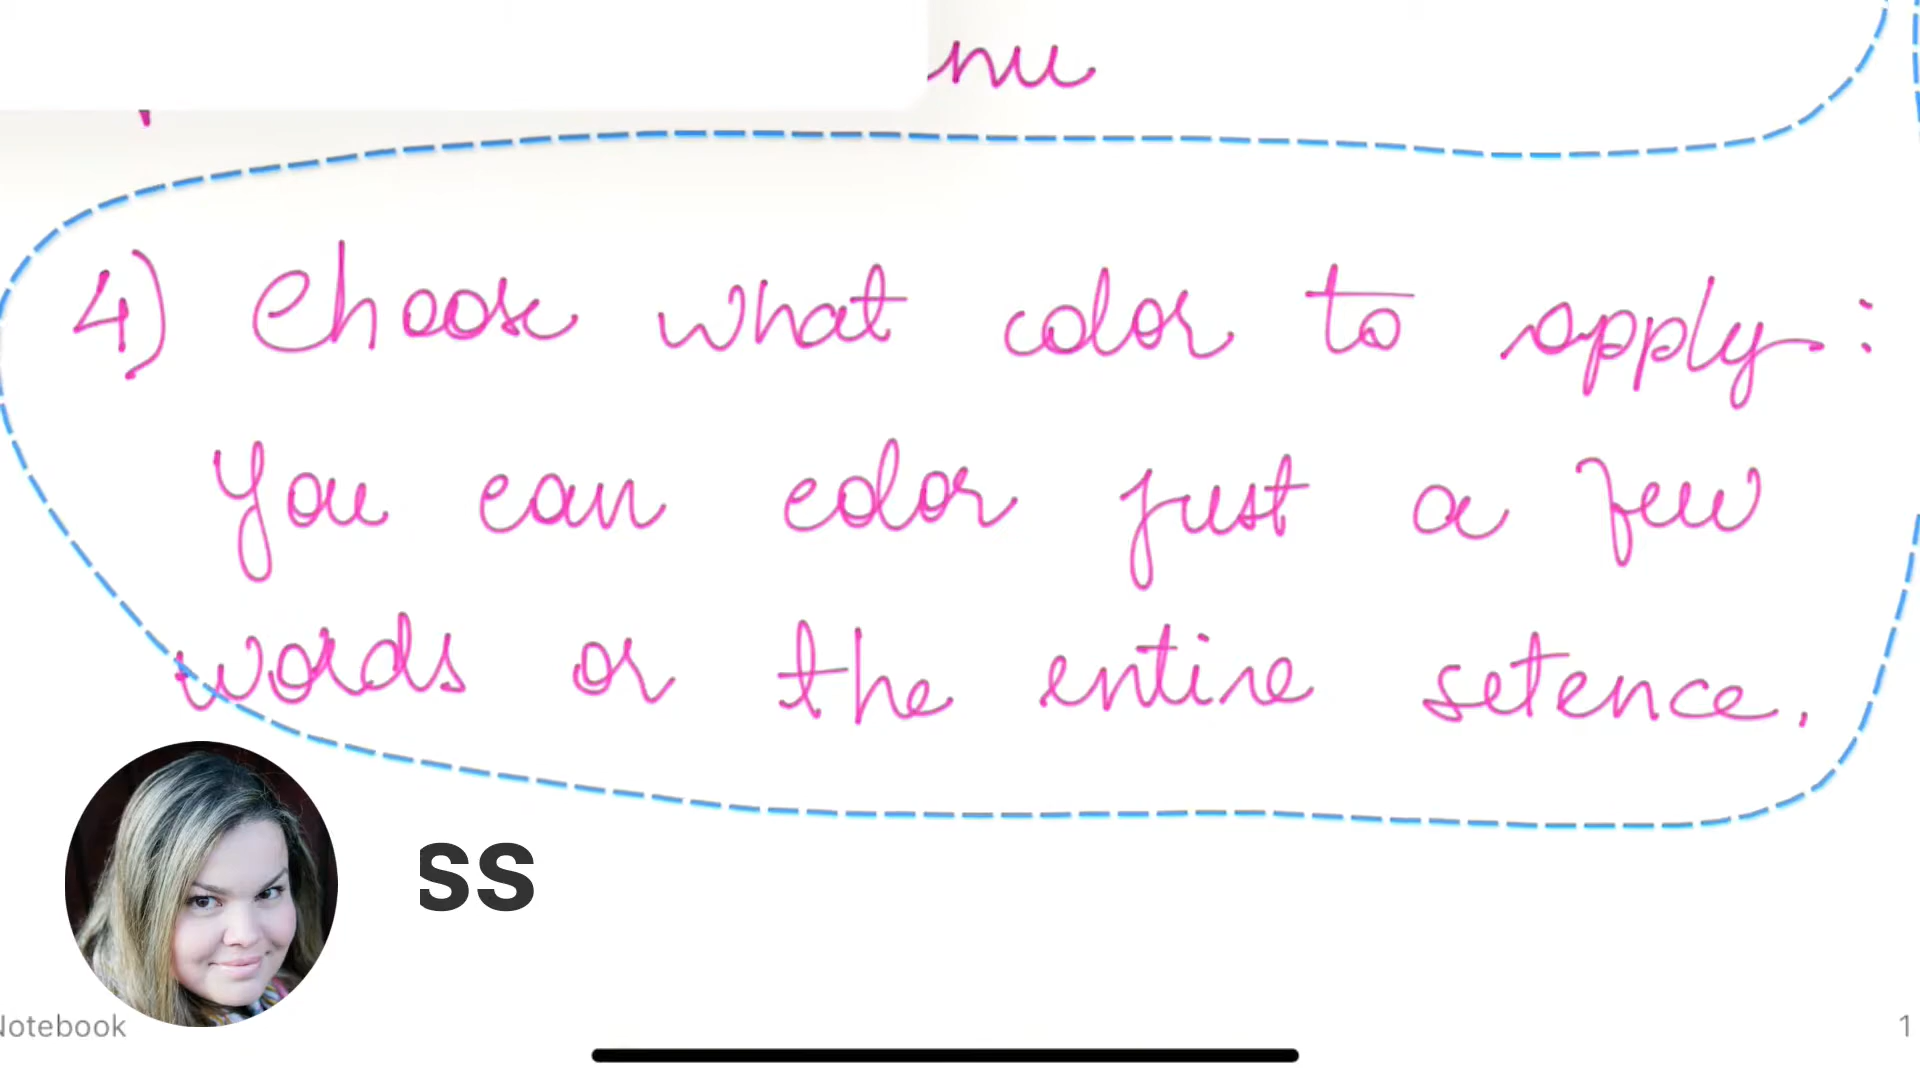 nu
4) Choose what color to apply:
You can color just a few
words or the entire setence.
ss
Notebook
1